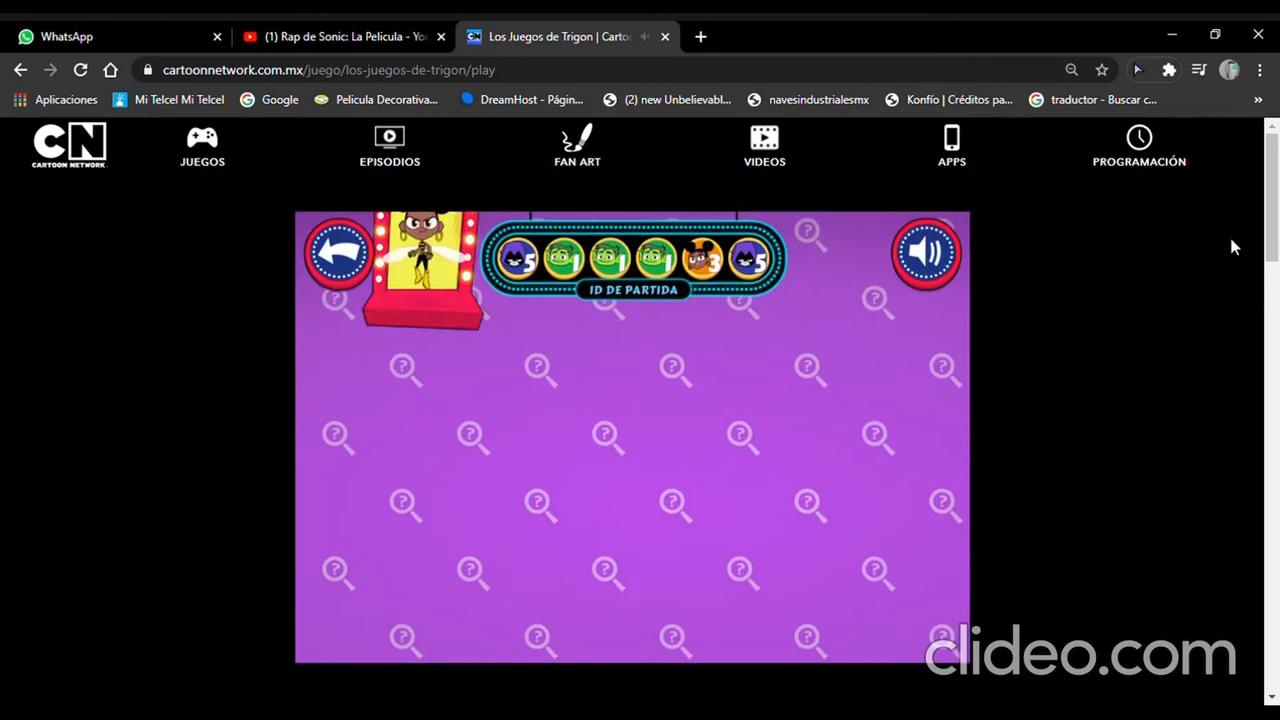 WhatsApp
(1) Rap de Sonic: La Pelicula - You
Los Juegos de Trigon | Carto
cartoonnetwork.com.mx/juego/los-juegos-de-trigon/play
Aplicaciones
Mi Telcel Mi Telcel
Google
Pelicula Decorativa...
DreamHost - Págin...
(2) new Unbelievabl...
navesindustrialesmx
Konfío | Créditos pa...
traductor - Buscar c...
»
CN
CARTOON NETWORK
JUEGOS
EPISODIOS
FAN ART
VIDEOS
APPS
PROGRAMACIÓN
5 1 1 1 3 5
ID DE PARTIDA
clideo.com